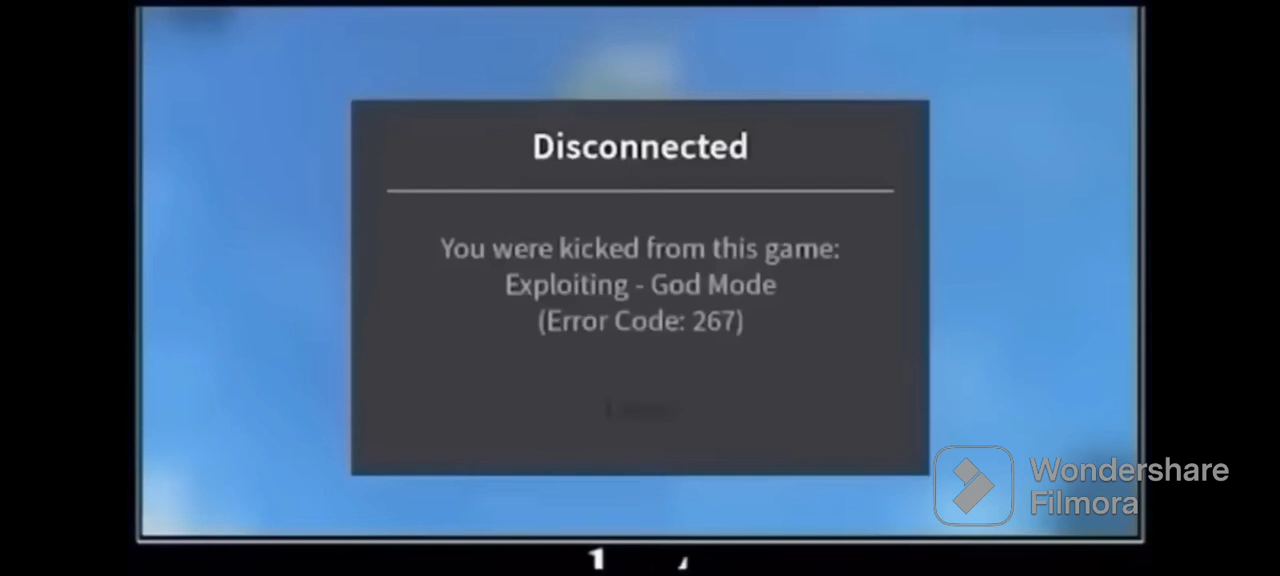 Disconnected
You were kicked from this game:
Exploiting - God Mode
(Error Code: 267)
Wondershare
Filmora